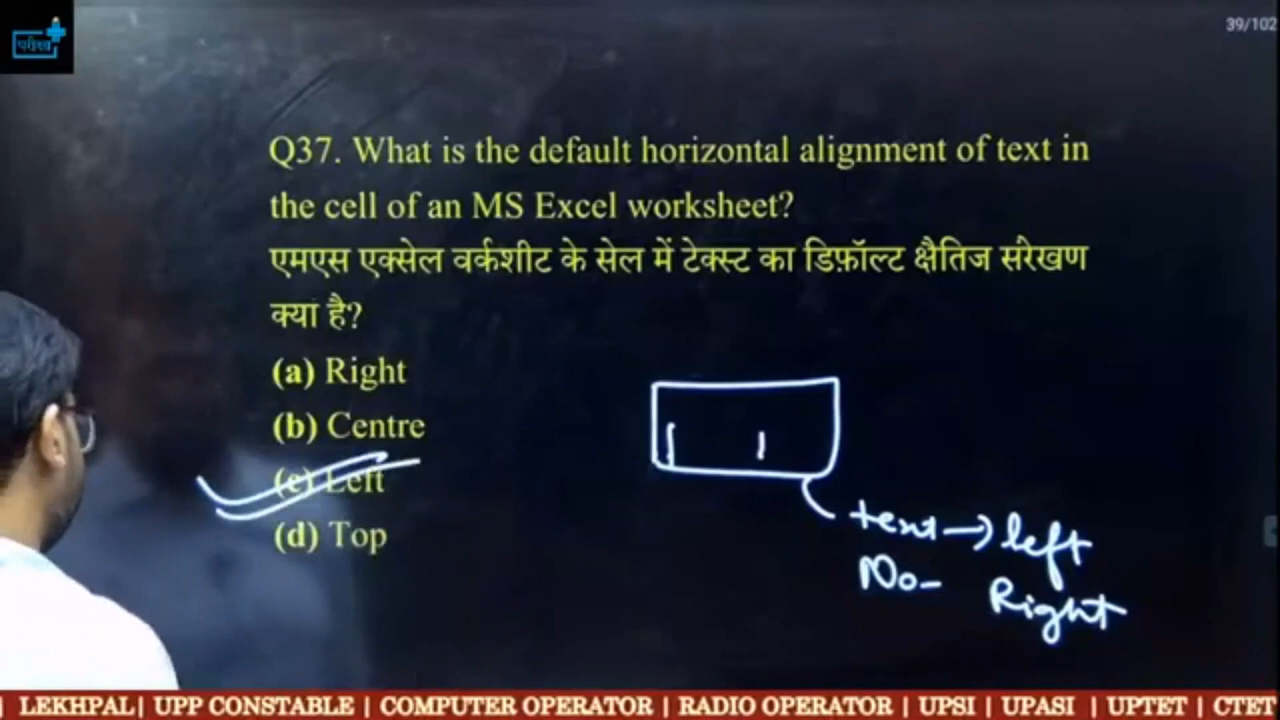 परीक्षा
39/102
Q37. What is the default horizontal alignment of text in
the cell of an MS Excel worksheet?
एमएस एक्सेल वर्कशीट के सेल में टेक्स्ट का डिफ़ॉल्ट क्षैतिज संरेखण
क्या है?
(a) Right
(b) Centre
(c) Left
(d) Top
text → left
No- Right
| LEKHPAL| UPP CONSTABLE | COMPUTER OPERATOR | RADIO OPERATOR | UPSI | UPASI | UPTET | CTET